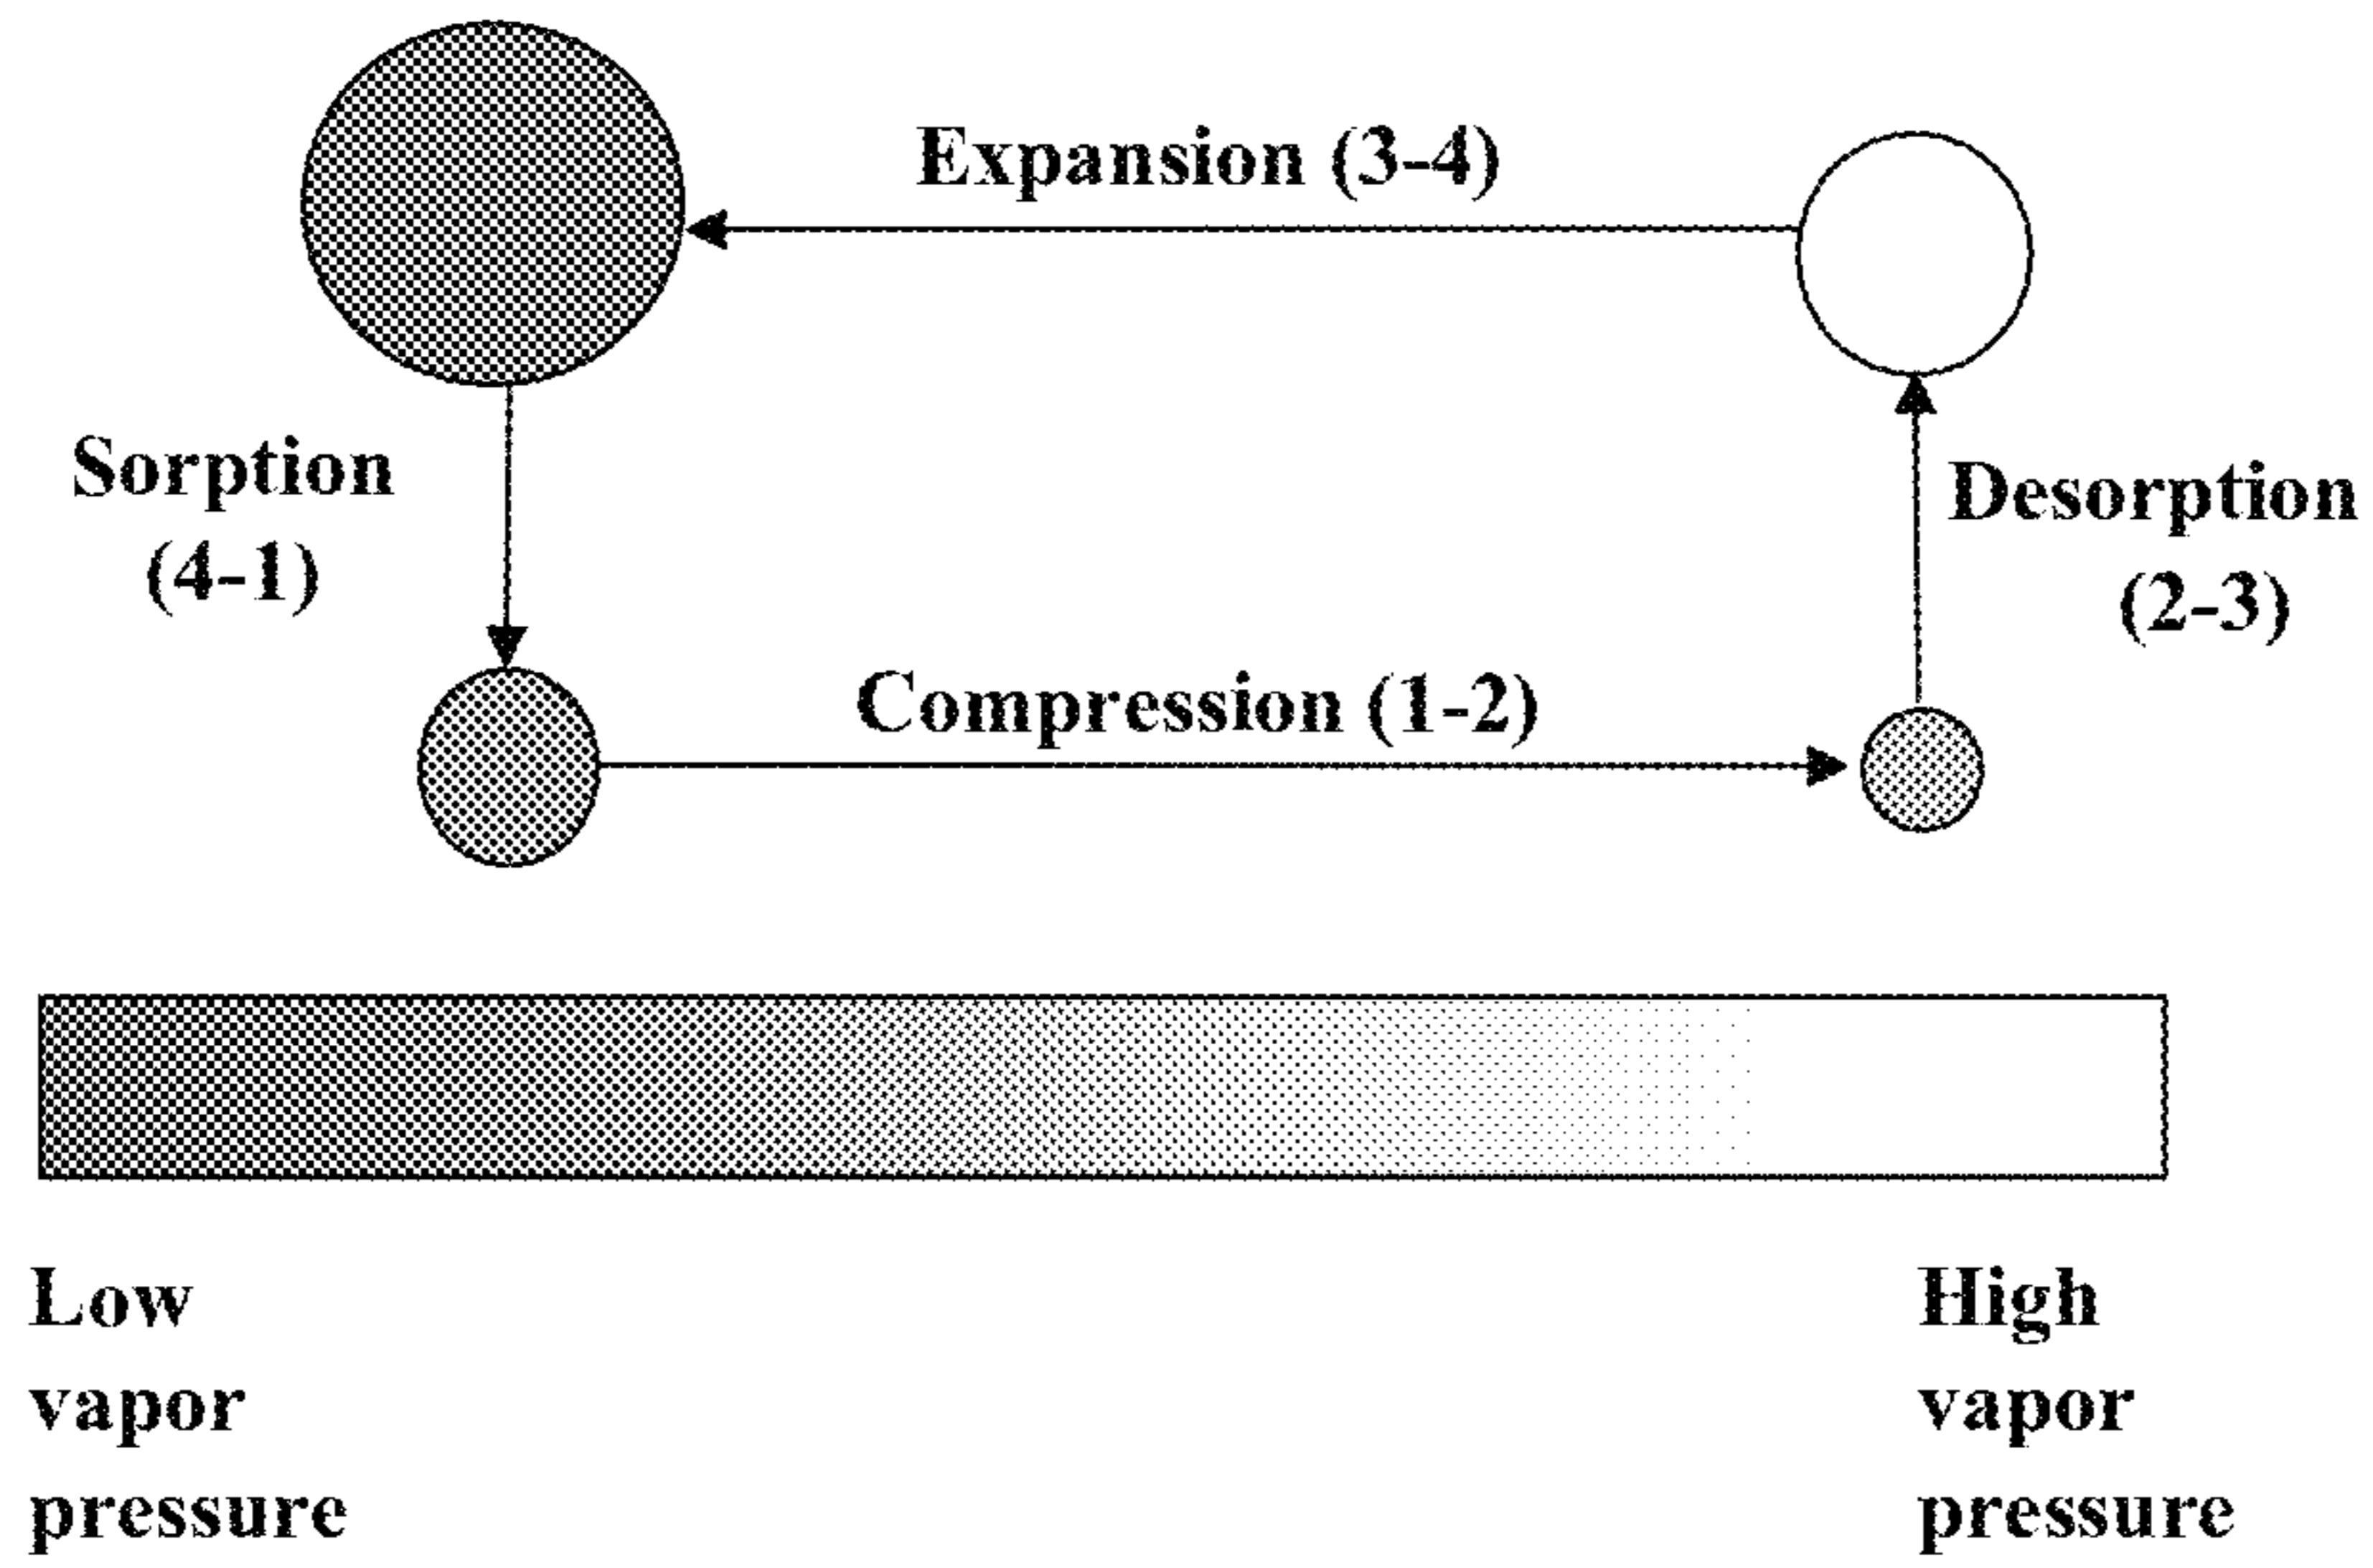 Expansion (3-4)
Sorption
(4-1)
Desorption
(2-3)
Compression (1-2)
Low
vapor
pressure
High
vapor
pressure